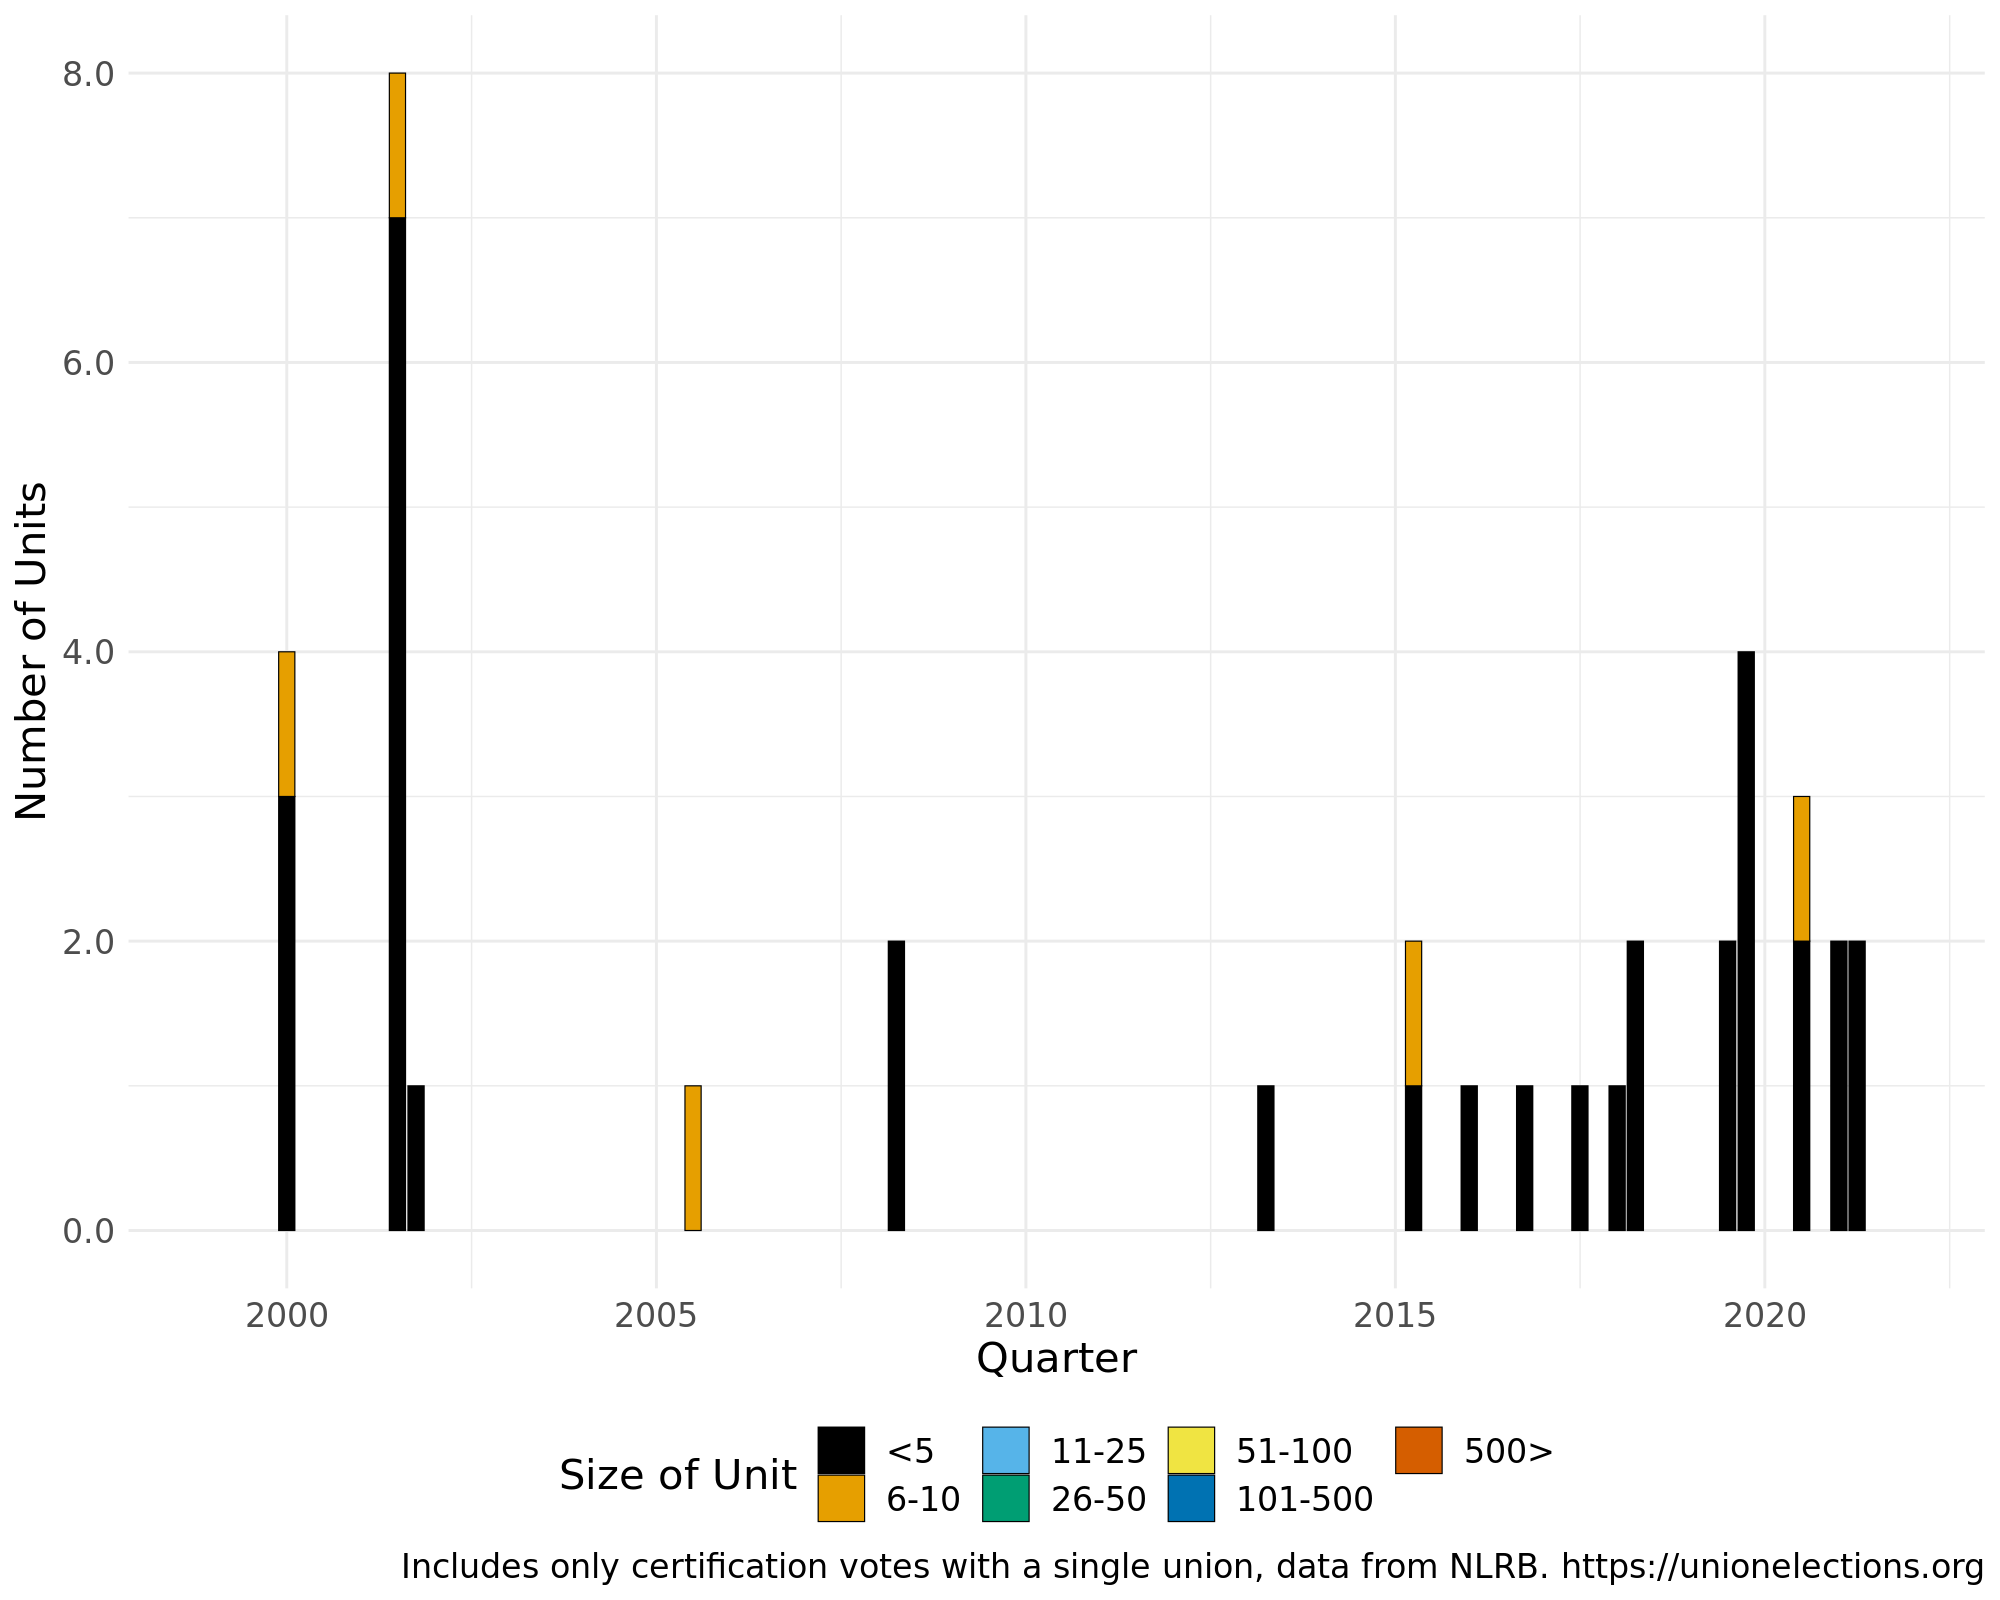 8.0
6.0
4.0
2.0
0.0
Number of Units
2000 2005 2010 2015 2020
Quarter
Size of Unit
<5 11-25 51-100 500>
6-10 26-50 101-500
Includes only certification votes with a single union, data from NLRB. https://unionelections.org